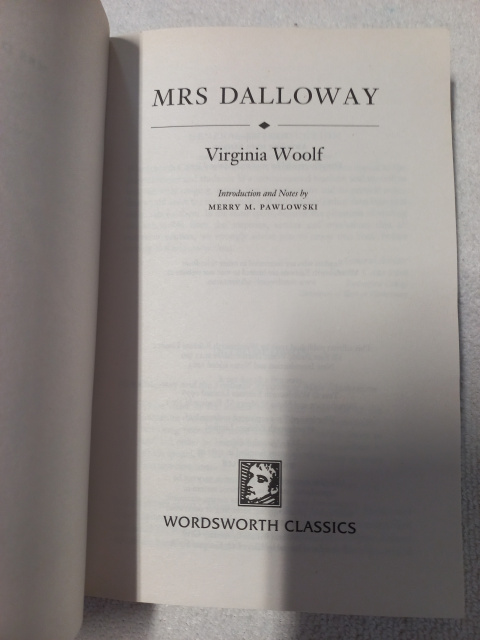 MRS DALLOWAY
Virginia Woolf
Introduction and Notes by
MERRY M. PAWLOWSKI
WORDSWORTH CLASSICS